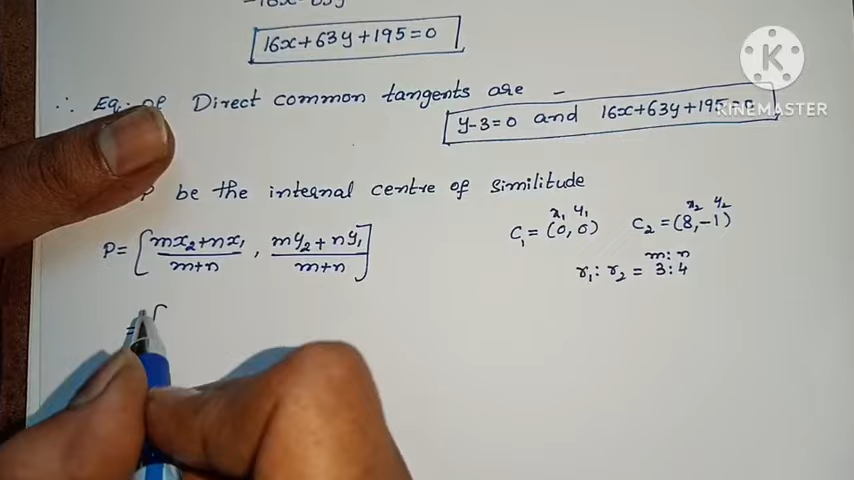 16x+63y+195=0
∴ Eq. of Direct common tangents are –
y-3=0 and 16x+63y+195=0
P be the internal centre of similitude
P= [ (mx₂+nx₁)/(m+n) , (my₂+ny₁)/(m+n) ]
x₁ y₁ x₂ y₂
C₁ = (0,0) C₂ = (8,-1)
m:n
r₁:r₂ = 3:4
= [
K
KINEMASTER